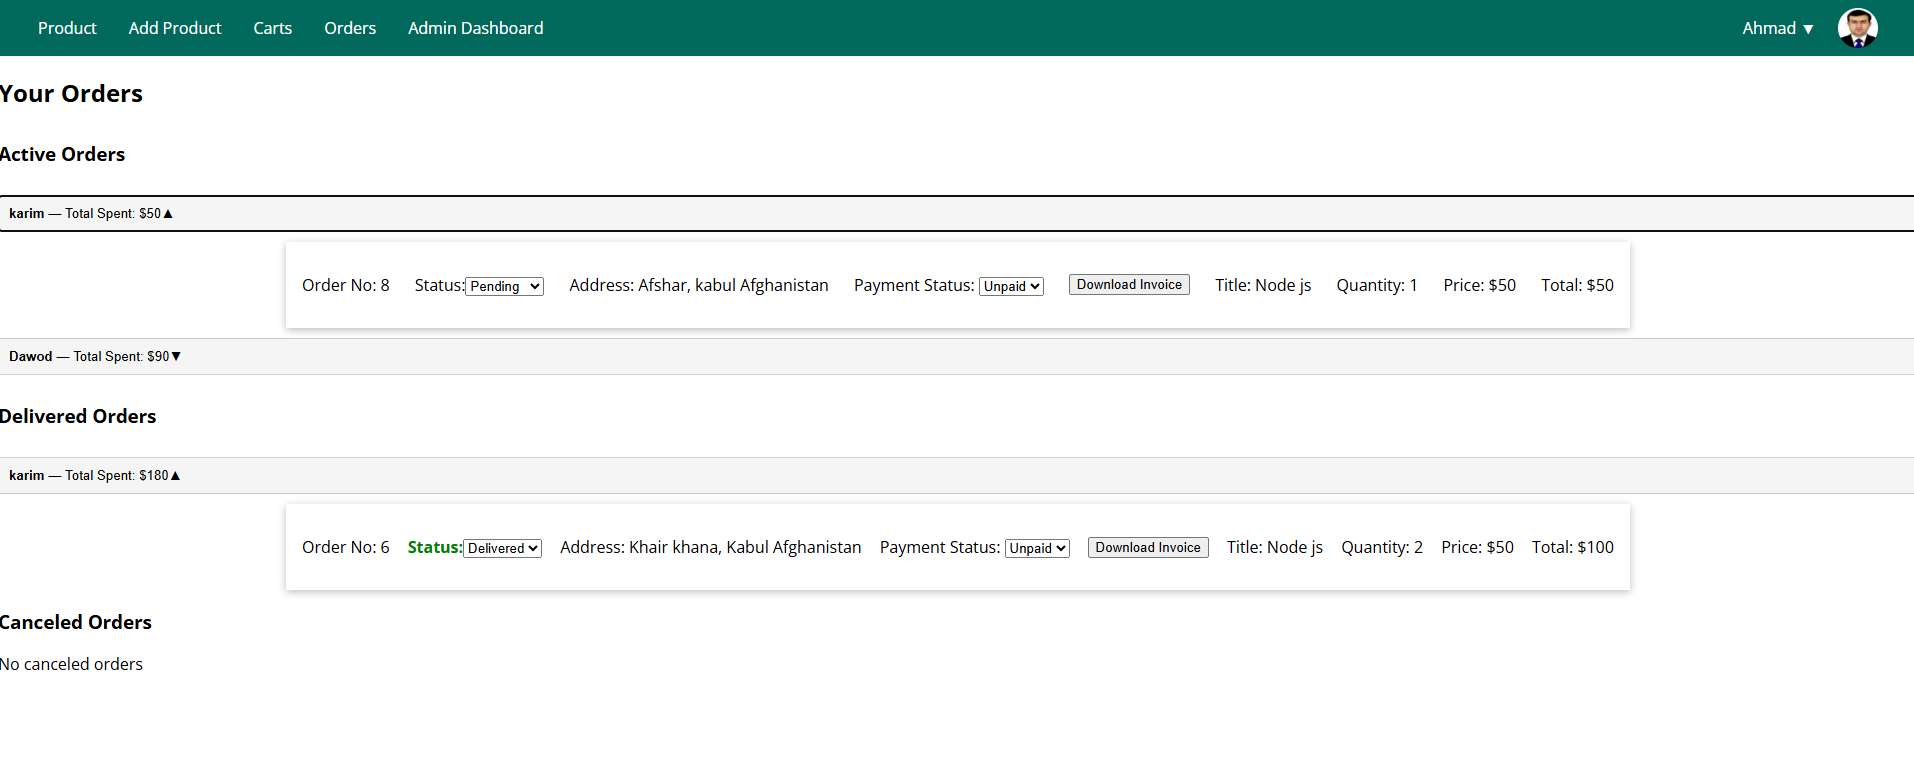 Product Add Product Carts Orders Admin Dashboard Ahmad ▼
Your Orders
Active Orders
karim — Total Spent: $50▲
Order No: 8 Status: Pending Address: Afshar, kabul Afghanistan Payment Status: Unpaid Download Invoice Title: Node js Quantity: 1 Price: $50 Total: $50
Dawod — Total Spent: $90▼
Delivered Orders
karim — Total Spent: $180▲
Order No: 6 Status: Delivered Address: Khair khana, Kabul Afghanistan Payment Status: Unpaid Download Invoice Title: Node js Quantity: 2 Price: $50 Total: $100
Canceled Orders
No canceled orders